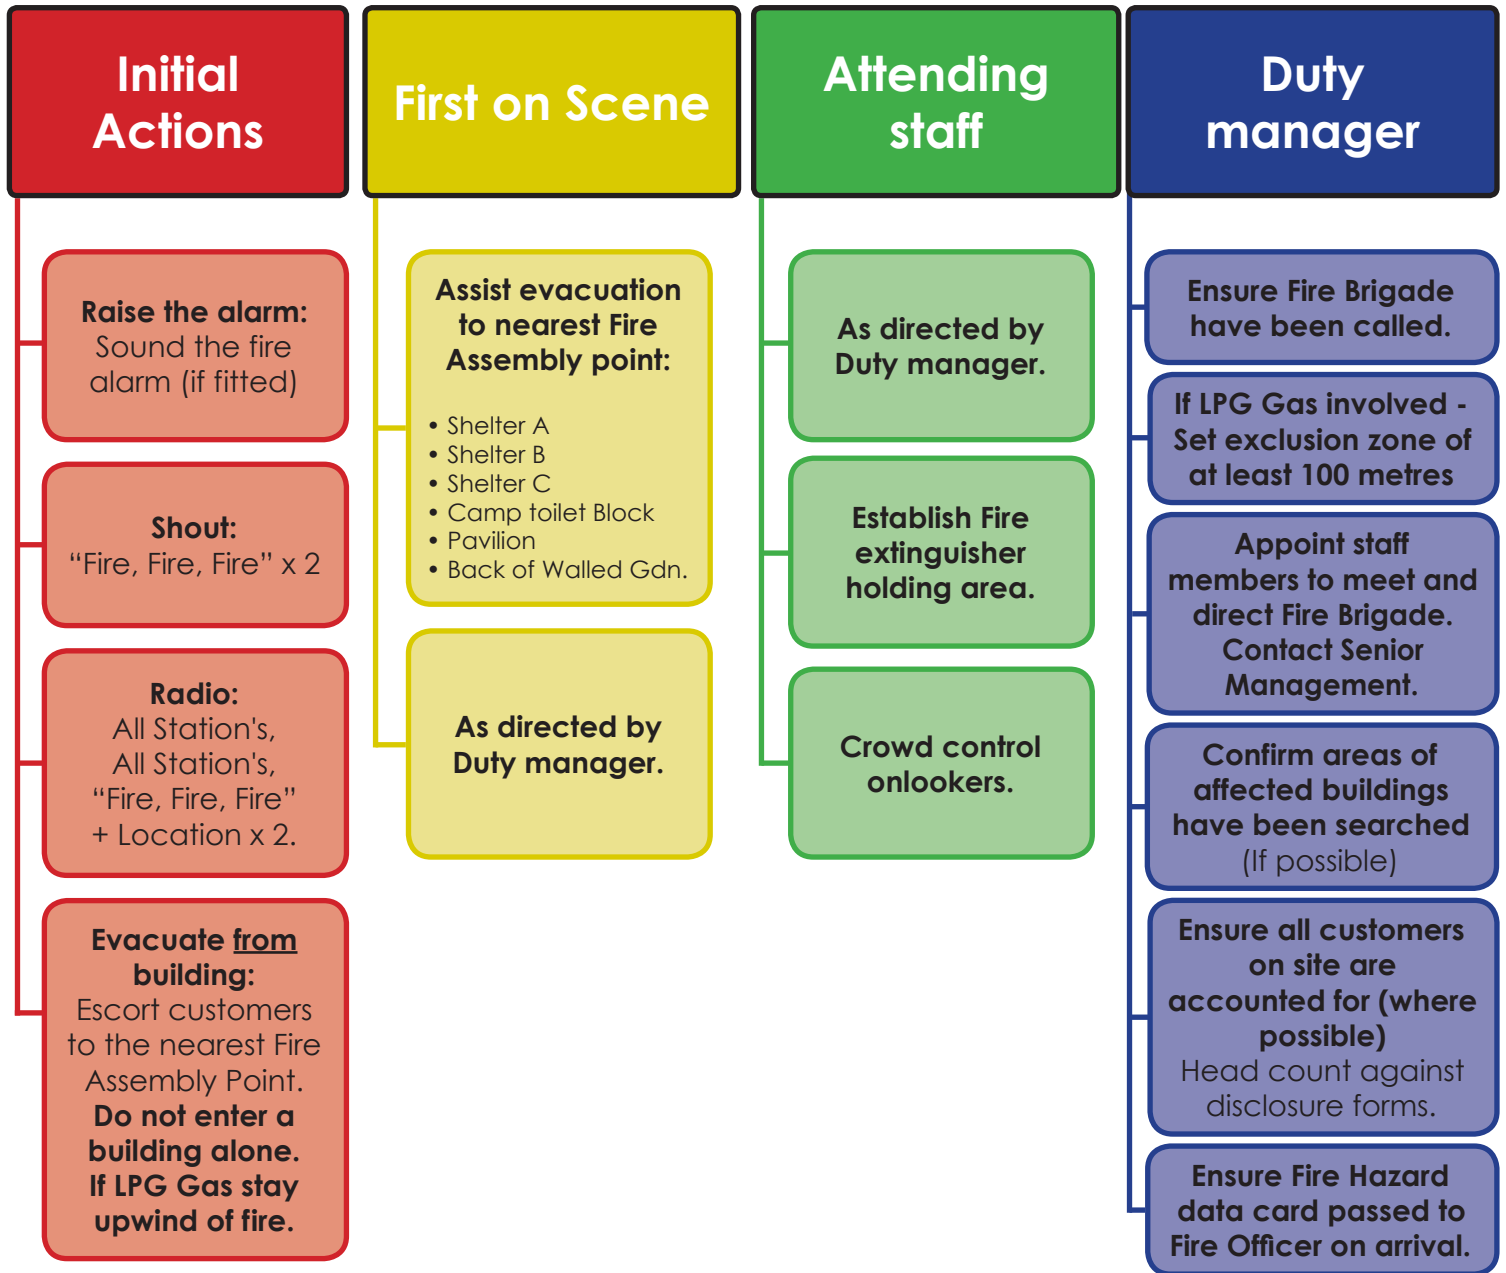 Initial
Actions
Raise the alarm:
Sound the fire
alarm (if fitted)
Shout:
“Fire, Fire, Fire” x 2
Radio:
All Station's,
All Station's,
“Fire, Fire, Fire”
+ Location x 2.
Evacuate from
building:
Escort customers
to the nearest Fire
Assembly Point.
Do not enter a
building alone.
If LPG Gas stay
upwind of fire.
First on Scene
Assist evacuation
to nearest Fire
Assembly point:
• Shelter A
• Shelter B
• Shelter C
• Camp toilet Block
• Pavilion
• Back of Walled Gdn.
As directed by
Duty manager.
Attending
staff
As directed by
Duty manager.
Establish Fire
extinguisher
holding area.
Crowd control
onlookers.
Duty
manager
Ensure Fire Brigade
have been called.
If LPG Gas involved -
Set exclusion zone of
at least 100 metres
Appoint staff
members to meet and
direct Fire Brigade.
Contact Senior
Management.
Confirm areas of
affected buildings
have been searched
(If possible)
Ensure all customers
on site are
accounted for (where
possible)
Head count against
disclosure forms.
Ensure Fire Hazard
data card passed to
Fire Officer on arrival.